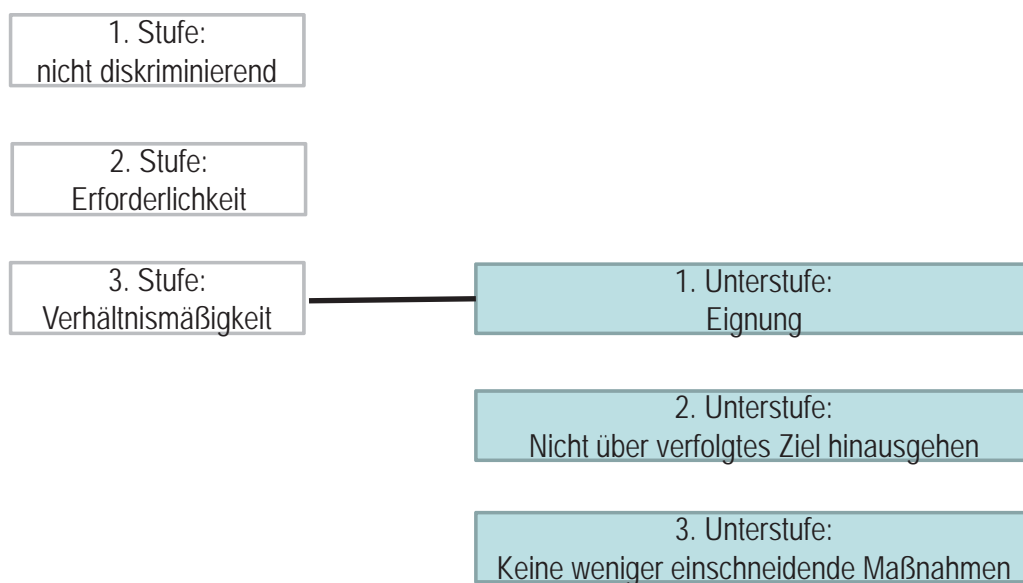 1. Stufe:
nicht diskriminierend
2. Stufe:
Erforderlichkeit
3. Stufe:
Verhältnismäßigkeit
1. Unterstufe:
Eignung
2. Unterstufe:
Nicht über verfolgtes Ziel hinausgehen
3. Unterstufe:
Keine weniger einschneidende Maßnahmen